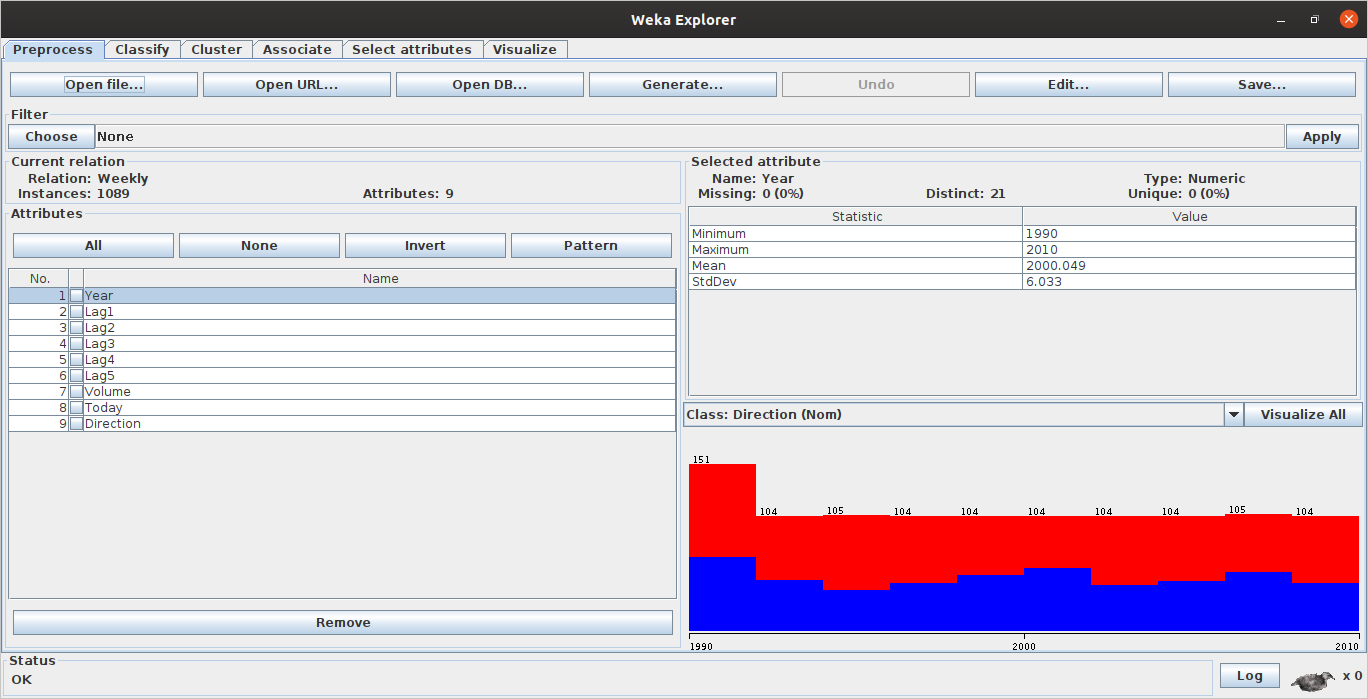 Weka Explorer
Preprocess Classify Cluster Associate Select attributes Visualize
Open file... Open URL... Open DB... Generate... Undo Edit... Save...
Filter
Choose None Apply
Current relation
Relation: Weekly
Instances: 1089 Attributes: 9
Attributes
All None Invert Pattern
No. Name
1 Year
2 Lag1
3 Lag2
4 Lag3
5 Lag4
6 Lag5
7 Volume
8 Today
9 Direction
Remove
Selected attribute
Name: Year Type: Numeric
Missing: 0 (0%) Distinct: 21 Unique: 0 (0%)
Statistic Value
Minimum 1990
Maximum 2010
Mean 2000.049
StdDev 6.033
Class: Direction (Nom) Visualize All
151
104 105 104 104 104 104 104 105 104
1990 2000 2010
Status
OK
Log x 0